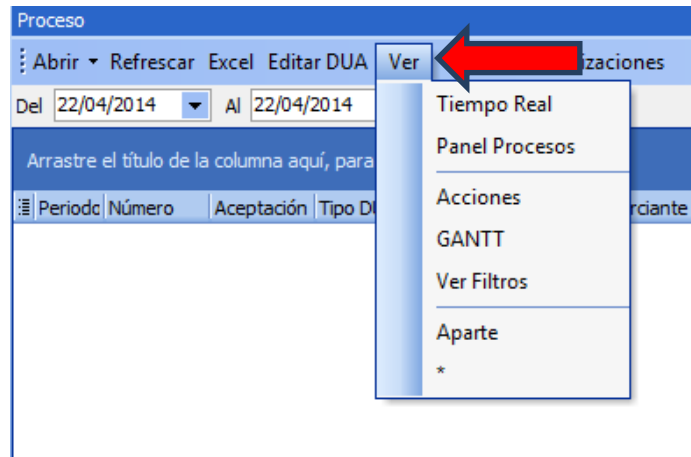 Proceso
Abrir Refrescar Excel Editar DUA Ver
Del 22/04/2014 Al 22/04/2014
Tiempo Real
Panel Procesos
Arrastre el título de la columna aquí, para
Periodo Número Aceptación Tipo
Acciones
GANTT
Ver Filtros
Aparte
*